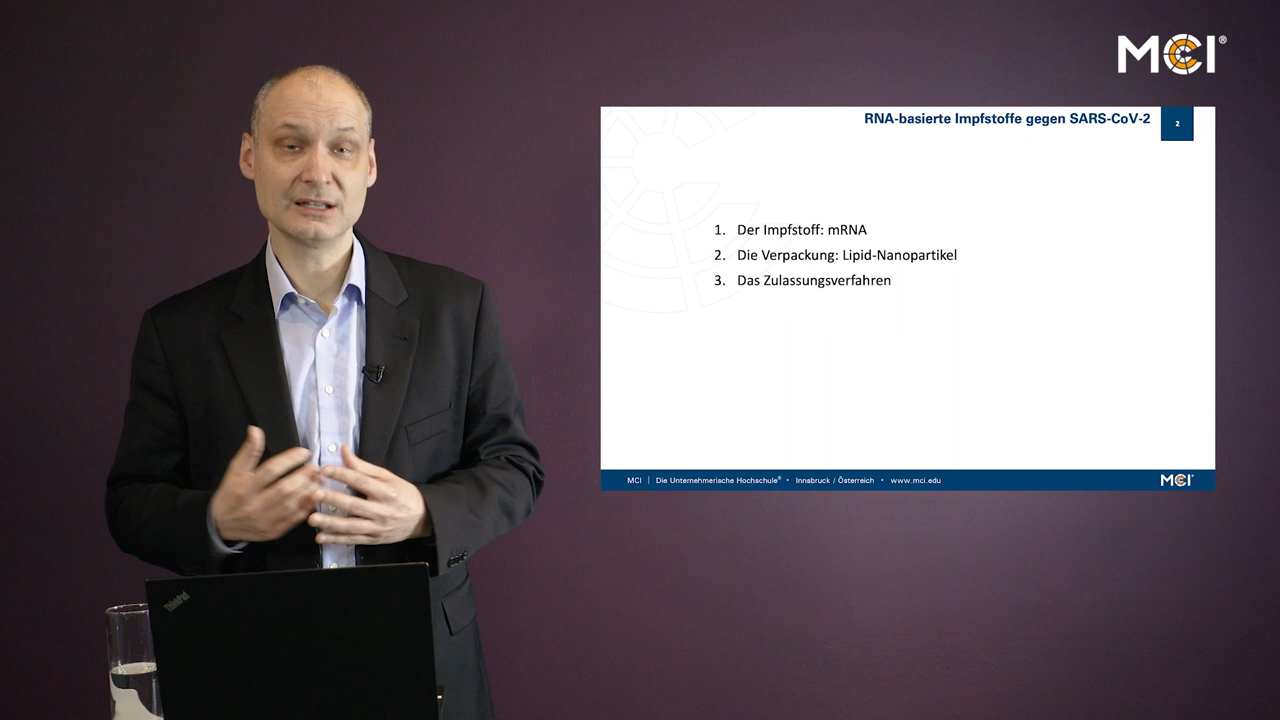 MCI®
RNA-basierte Impfstoffe gegen SARS-CoV-2
2
1. Der Impfstoff: mRNA
2. Die Verpackung: Lipid-Nanopartikel
3. Das Zulassungsverfahren
MCI | Die Unternehmerische Hochschule® • Innsbruck / Österreich • www.mci.edu
MCI®
ThinkPad